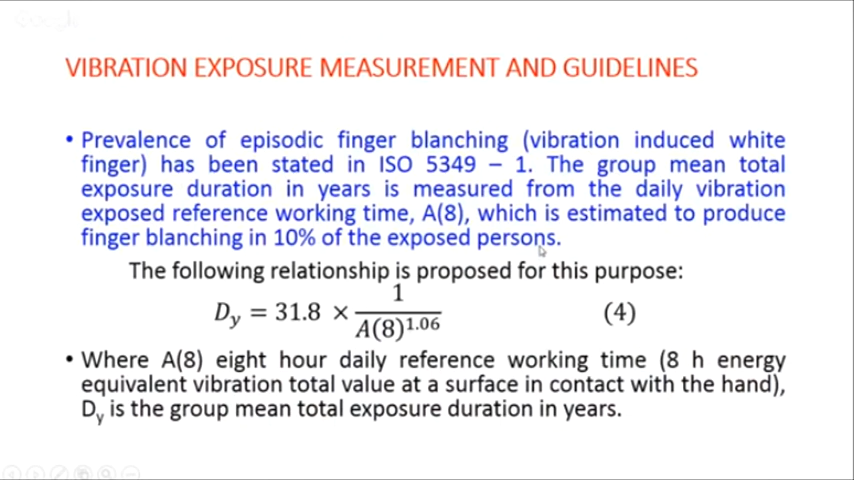 VIBRATION EXPOSURE MEASUREMENT AND GUIDELINES
• Prevalence of episodic finger blanching (vibration induced white
finger) has been stated in ISO 5349 – 1. The group mean total
exposure duration in years is measured from the daily vibration
exposed reference working time, A(8), which is estimated to produce
finger blanching in 10% of the exposed persons.
The following relationship is proposed for this purpose:
D_y = 31.8 × 1/A(8)^1.06 (4)
• Where A(8) eight hour daily reference working time (8 h energy
equivalent vibration total value at a surface in contact with the hand),
D_y is the group mean total exposure duration in years.